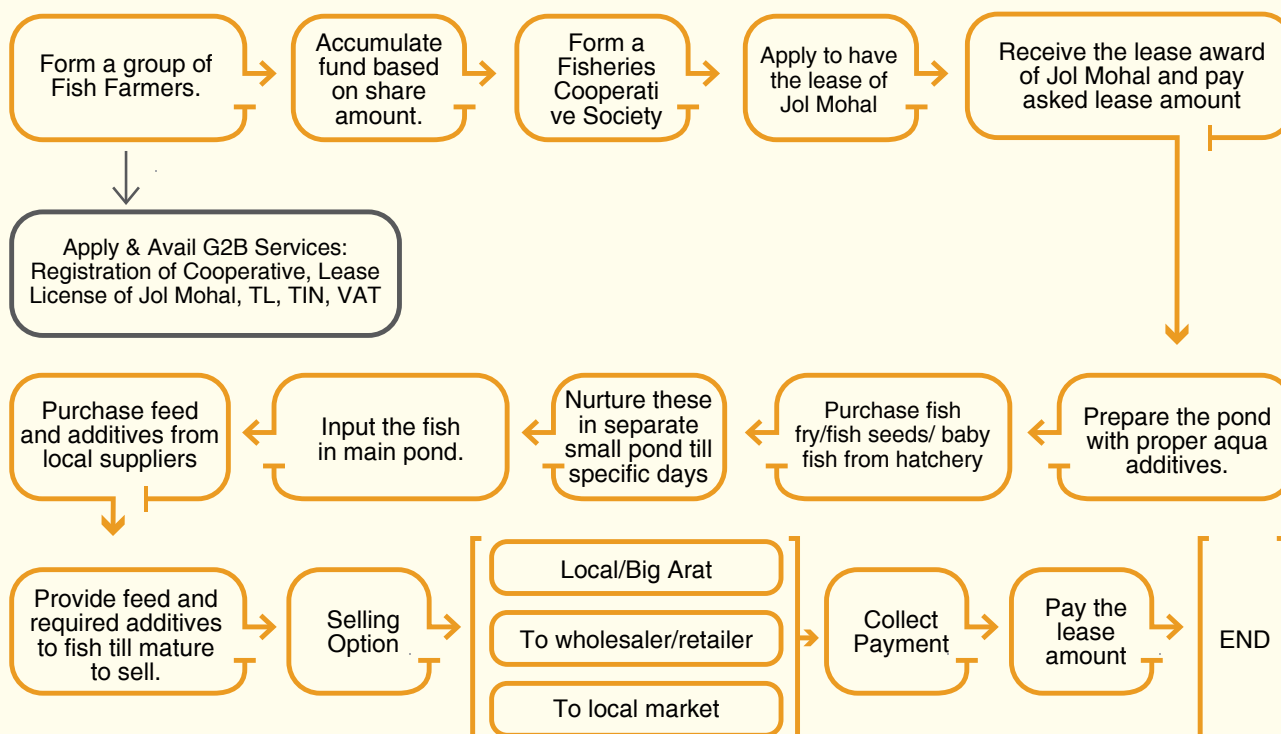 Form a group of
Fish Farmers.
Accumulate
fund based
on share
amount.
Form a
Fisheries
Cooperati
ve Society
Apply to have
the lease of
Jol Mohal
Receive the lease award
of Jol Mohal and pay
asked lease amount
Apply & Avail G2B Services:
Registration of Cooperative, Lease
License of Jol Mohal, TL, TIN, VAT
Prepare the pond
with proper aqua
additives.
Purchase fish
fry/fish seeds/ baby
fish from hatchery
Nurture these
in separate
small pond till
specific days
Input the fish
in main pond.
Purchase feed
and additives from
local suppliers
Provide feed and
required additives
to fish till mature
to sell.
Selling
Option
Local/Big Arat
To wholesaler/retailer
To local market
Collect
Payment
Pay the
lease
amount
END